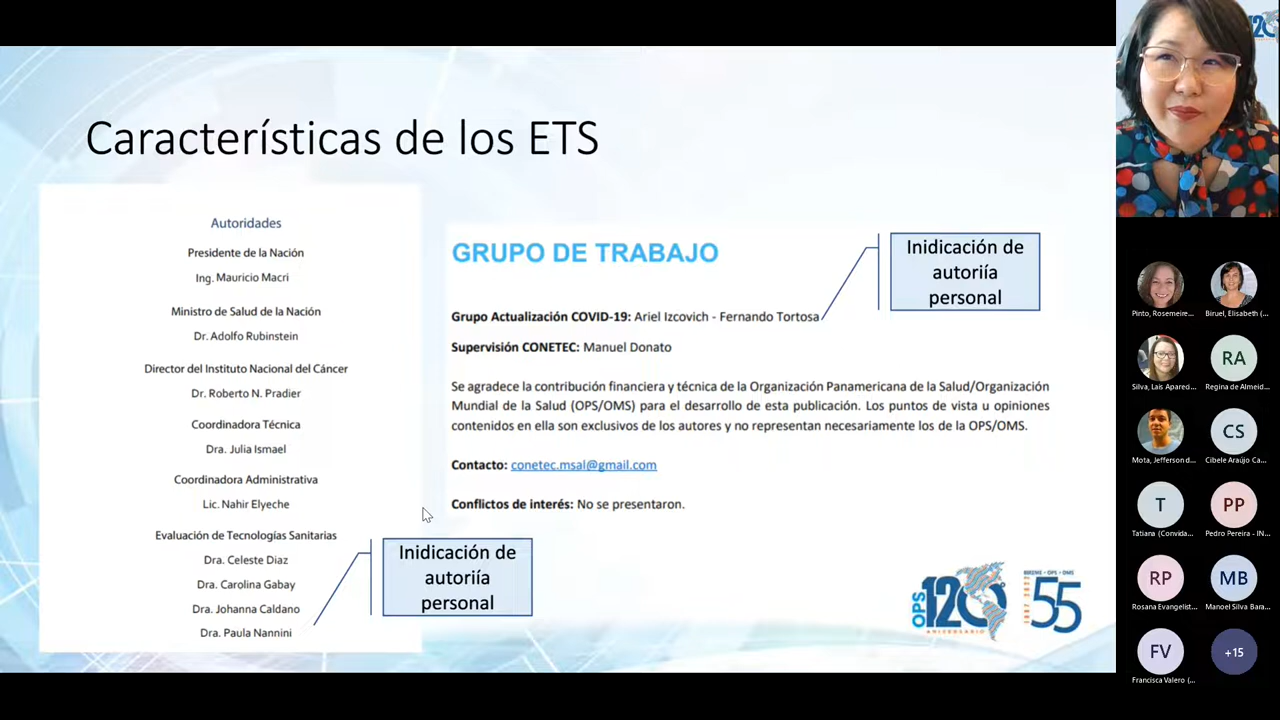 Características de los ETS
Autoridades
Presidente de la Nación
Ing. Mauricio Macri
Ministro de Salud de la Nación
Dr. Adolfo Rubinstein
Director del Instituto Nacional del Cáncer
Dr. Roberto N. Pradier
Coordinadora Técnica
Dra. Julia Ismael
Coordinadora Administrativa
Lic. Nahir Elyeche
Evaluación de Tecnologías Sanitarias
Dra. Celeste Diaz
Dra. Carolina Gabay
Dra. Johanna Caldano
Dra. Paula Nannini
Inidicación de
autoriía
personal
GRUPO DE TRABAJO
Grupo Actualización COVID-19: Ariel Izcovich - Fernando Tortosa
Supervisión CONETEC: Manuel Donato
Se agradece la contribución financiera y técnica de la Organización Panamericana de la Salud/Organización
Mundial de la Salud (OPS/OMS) para el desarrollo de esta publicación. Los puntos de vista u opiniones
contenidos en ella son exclusivos de los autores y no representan necesariamente los de la OPS/OMS.
Contacto: conetec.msal@gmail.com
Conflictos de interés: No se presentaron.
Inidicación de
autoriía
personal
OPS 120
ANIVERSARIO
BIREME • OPS • OMS
55
Pinto, Rosemeire...
Biruel, Elisabeth (...
Silva, Lais Apared...
RA
Regina de Almeid...
Mota, Jefferson d...
CS
Cibele Araújo Ca...
T
Tatiana (Convida...
PP
Pedro Pereira - IN...
RP
Rosana Evangelist...
MB
Manoel Silva Bara...
FV
Francisca Valero (...
+15